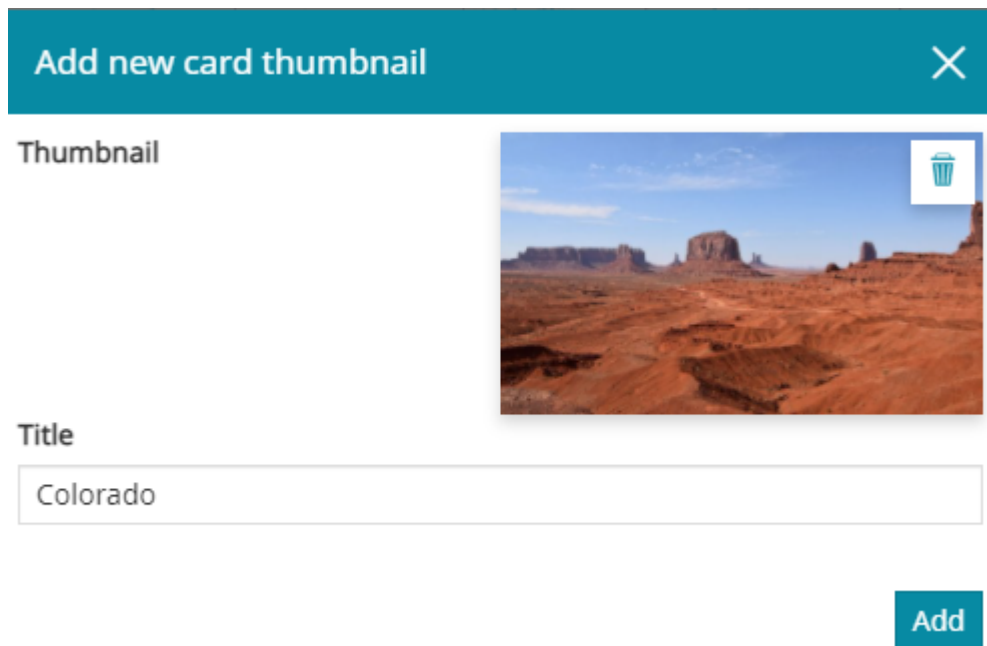 Add new card thumbnail
Thumbnail
Title
Colorado
Add